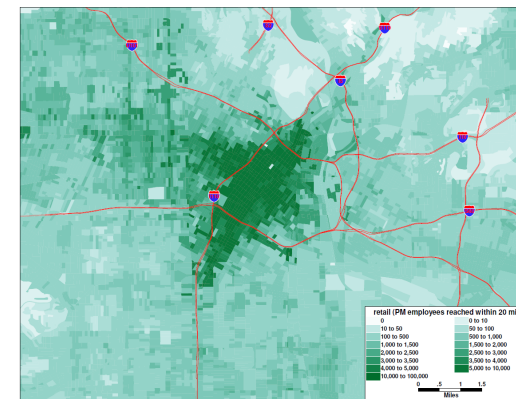 retail (PM employees reached within 20 mi
0
0 to 10
10 to 50
50 to 100
100 to 500
500 to 1,000
1,000 to 1,500
1,500 to 2,000
2,000 to 2,500
2,500 to 3,000
3,000 to 3,500
3,500 to 4,000
4,000 to 5,000
5,000 to 10,000
10,000 to 100,000
0 .5 1 1.5
Miles